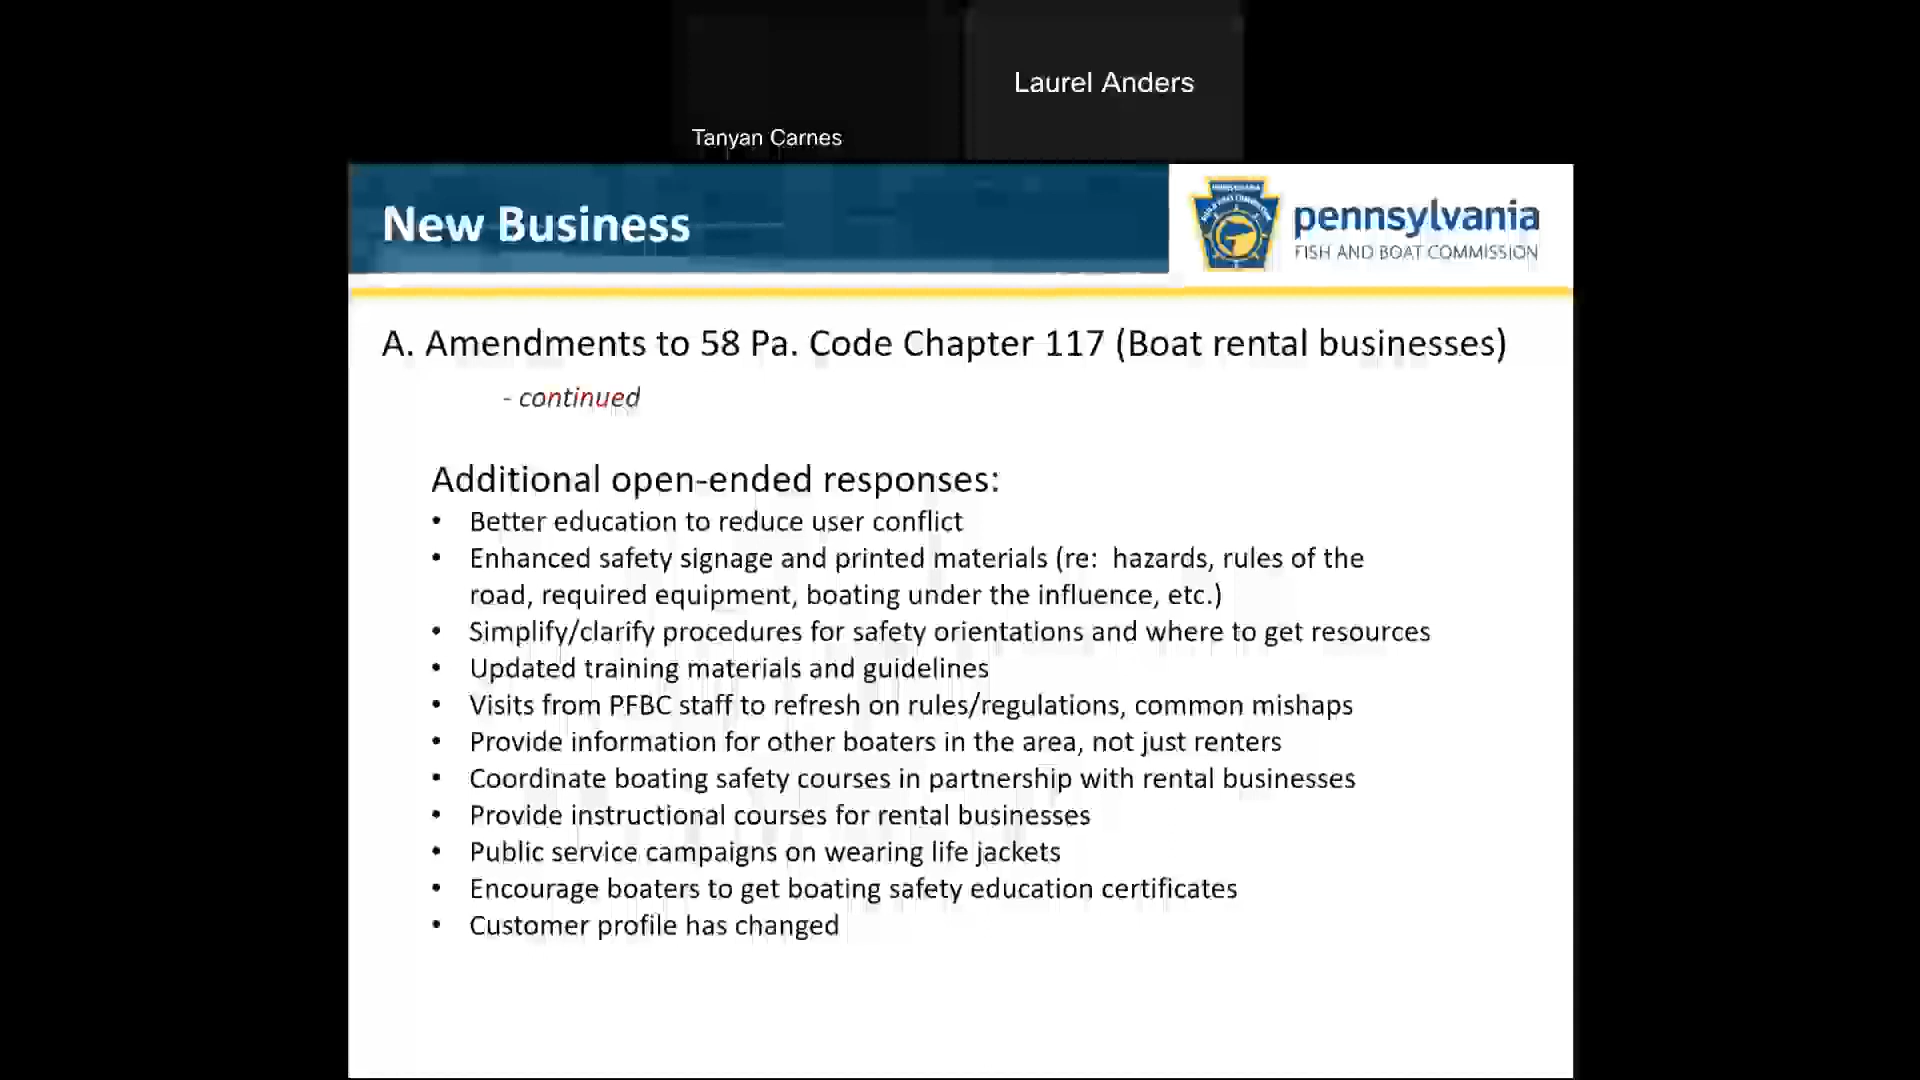 Laurel Anders
Tanyan Carnes
New Business
pennsylvania
FISH AND BOAT COMMISSION
A. Amendments to 58 Pa. Code Chapter 117 (Boat rental businesses)
- continued
Additional open-ended responses:
• Better education to reduce user conflict
• Enhanced safety signage and printed materials (re:  hazards, rules of the
road, required equipment, boating under the influence, etc.)
• Simplify/clarify procedures for safety orientations and where to get resources
• Updated training materials and guidelines
• Visits from PFBC staff to refresh on rules/regulations, common mishaps
• Provide information for other boaters in the area, not just renters
• Coordinate boating safety courses in partnership with rental businesses
• Provide instructional courses for rental businesses
• Public service campaigns on wearing life jackets
• Encourage boaters to get boating safety education certificates
• Customer profile has changed